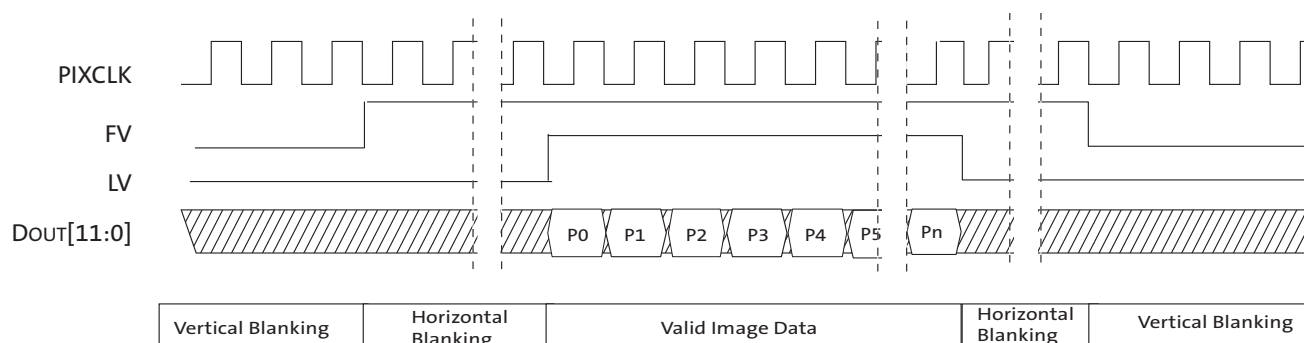 PIXCLK
FV
LV
DOUT[11:0]
P0 P1 P2 P3 P4 P5 Pn
Vertical Blanking
Horizontal
Blanking
Valid Image Data
Horizontal
Blanking
Vertical Blanking